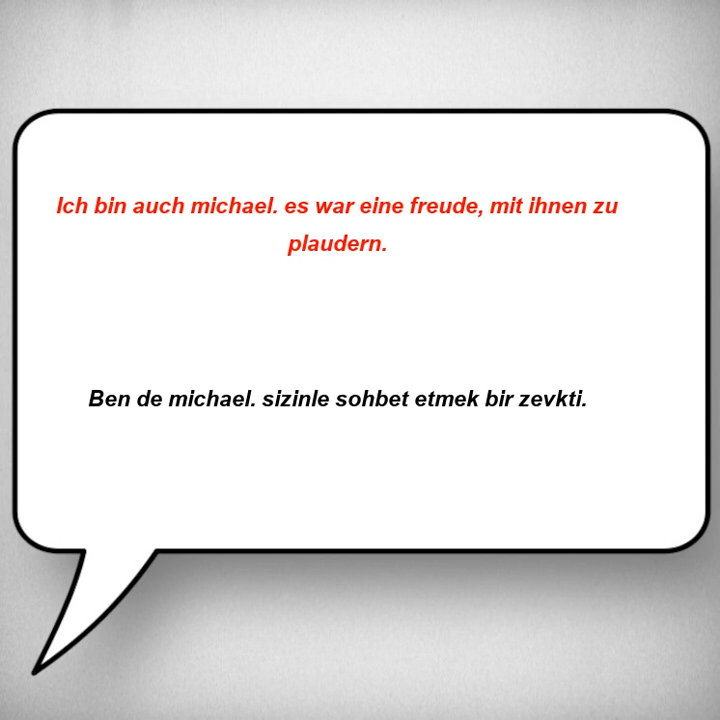 Ich bin auch michael. es war eine freude, mit ihnen zu
plaudern.
Ben de michael. sizinle sohbet etmek bir zevkti.